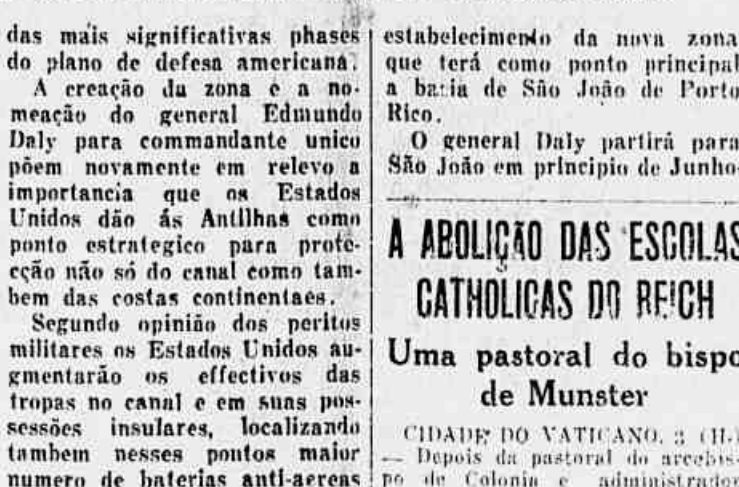 das mais significativas phases
do plano de defesa americana.
A creação da zona e a no-
meação do general Edmundo
Daly para commandante unico
põem novamente em relevo a
importancia que os Estados
Unidos dão ás Antilhas como
ponto estrategico para prote-
cção não só do canal como tam-
bem das costas continentaes.
Segundo opinião dos peritos
militares os Estados Unidos au-
gmentarão os effectivos das
tropas no canal e em suas pos-
sessões insulares, localizando
tambem nesses pontos maior
numero de baterias anti-aereas
estabelecimento da nova zona
que terá como ponto principal
a bahia de São João de Porto
Rico.
O general Daly partirá para
São João em principio de Junho
A ABOLIÇÃO DAS ESCOLAS
CATHOLICAS DO REICH
Uma pastoral do bispo
de Munster
CIDADE DO VATICANO, 3 (H.)
— Depois da pastoral do arcebis-
po de Colonia e administrador